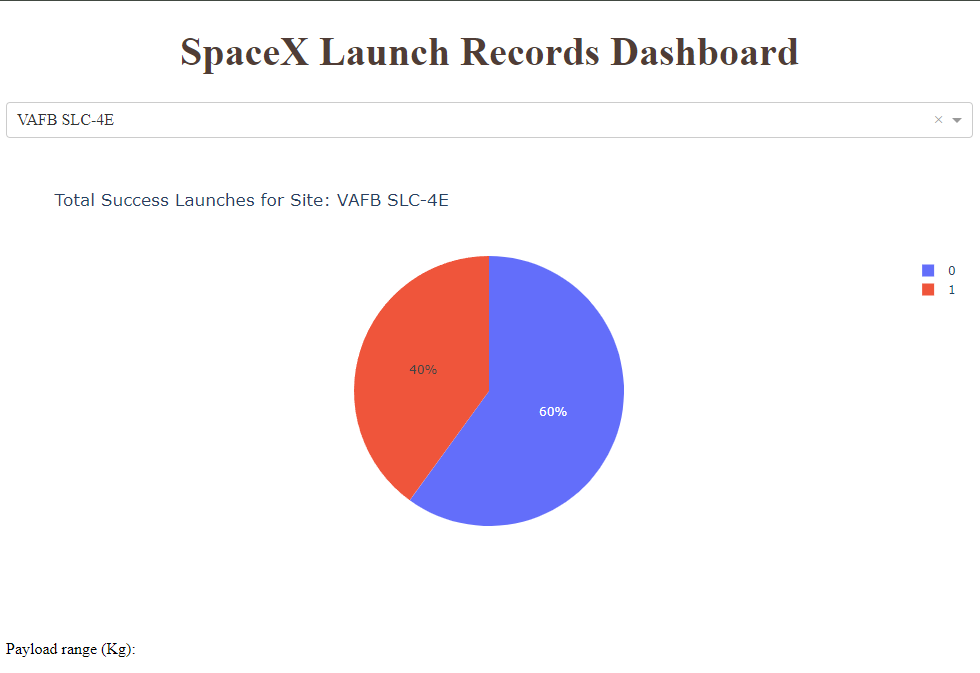 SpaceX Launch Records Dashboard
VAFB SLC-4E
Total Success Launches for Site: VAFB SLC-4E
0
1
40%
60%
Payload range (Kg):